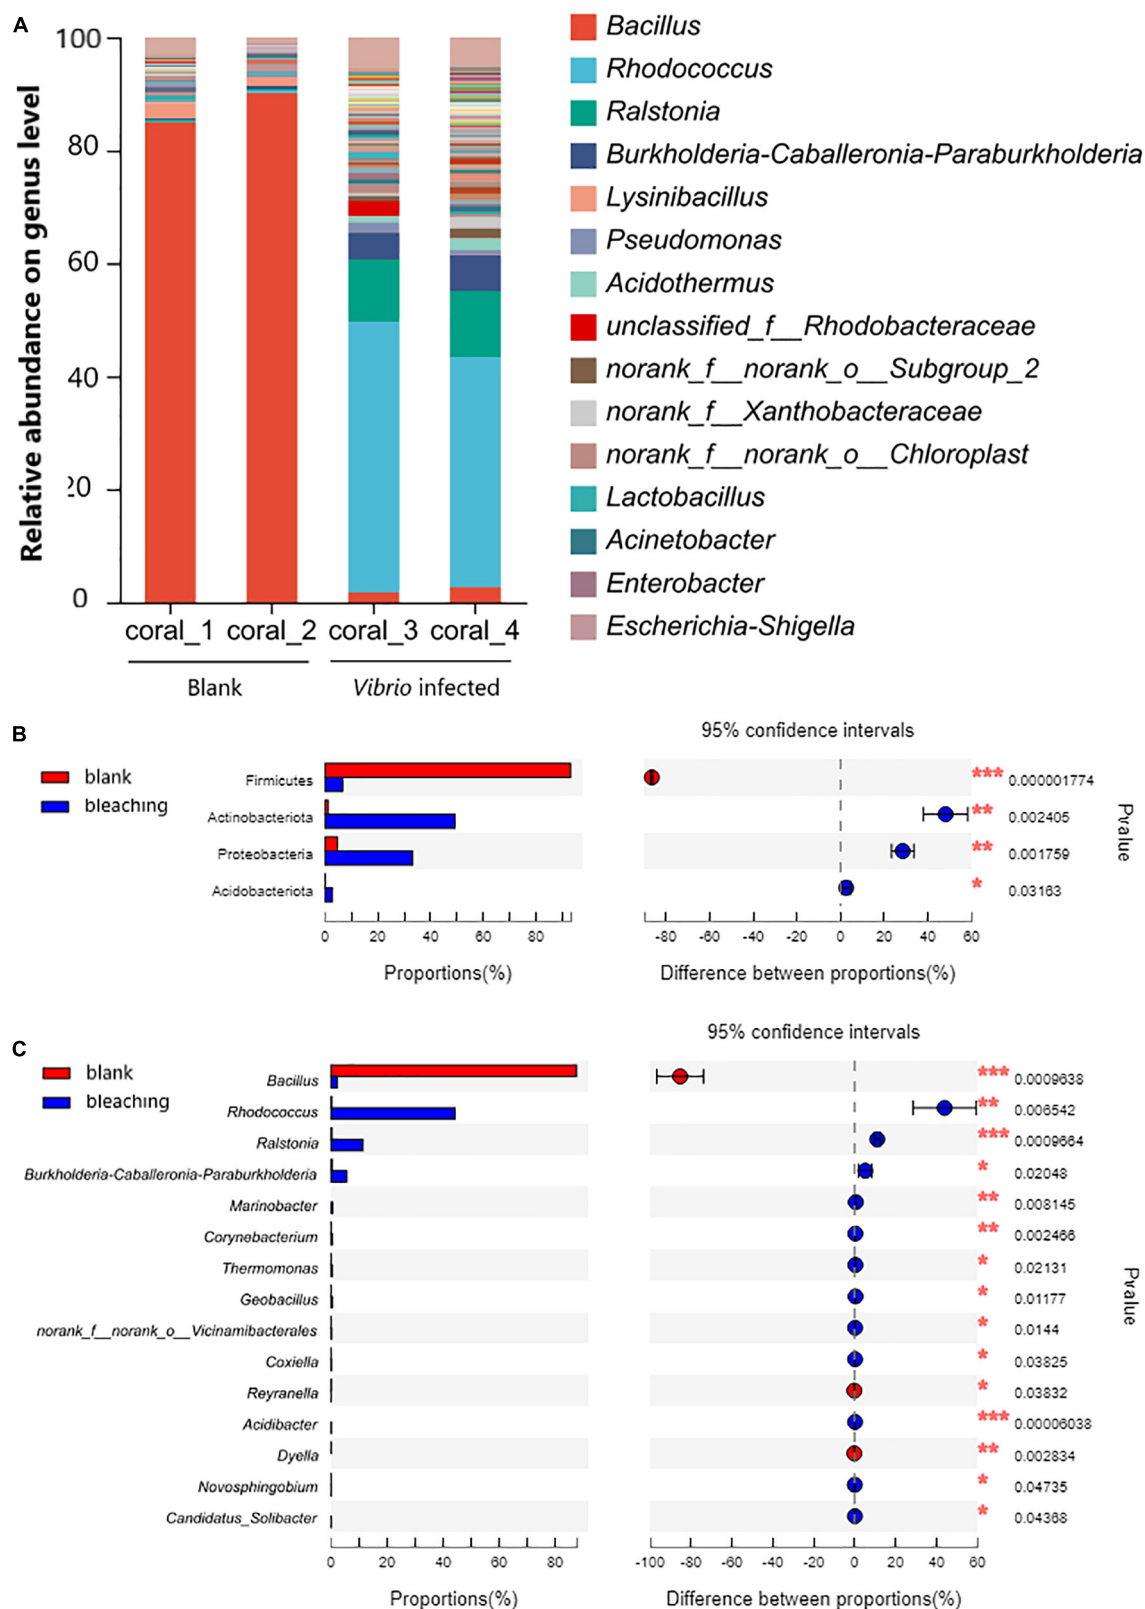 A
Relative abundance on genus level
100
80
60
40
20
0
coral_1 coral_2 coral_3 coral_4
Blank
Vibrio infected
Bacillus
Rhodococcus
Ralstonia
Burkholderia-Caballeronia-Paraburkholderia
Lysinibacillus
Pseudomonas
Acidothermus
unclassified_f__Rhodobacteraceae
norank_f__norank_o__Subgroup_2
norank_f__Xanthobacteraceae
norank_f__norank_o__Chloroplast
Lactobacillus
Acinetobacter
Enterobacter
Escherichia-Shigella
B
95% confidence intervals
blank
bleaching
Firmicutes
*** 0.000001774
Actinobacteriota
** 0.002405
Proteobacteria
** 0.001759
Acidobacteriota
* 0.03163
0 20 40 60 80
-80 -60 -40 -20 0 20 40 60
Proportions(%)
Difference between proportions(%)
Pvalue
C
95% confidence intervals
blank
bleaching
Bacillus
*** 0.0009638
Rhodococcus
** 0.006542
Ralstonia
*** 0.0009664
Burkholderia-Caballeronia-Paraburkholderia
* 0.02048
Marinobacter
** 0.008145
Corynebacterium
** 0.002466
Thermomonas
* 0.02131
Geobacillus
* 0.01177
norank_f__norank_o__Vicinamibacterales
* 0.0144
Coxiella
* 0.03825
Reyranella
* 0.03832
Acidibacter
*** 0.00006038
Dyella
** 0.002834
Novosphingobium
* 0.04735
Candidatus_Solibacter
* 0.04368
0 20 40 60 80
-100 -80 -60 -40 -20 0 20 40 60
Proportions(%)
Difference between proportions(%)
Pvalue